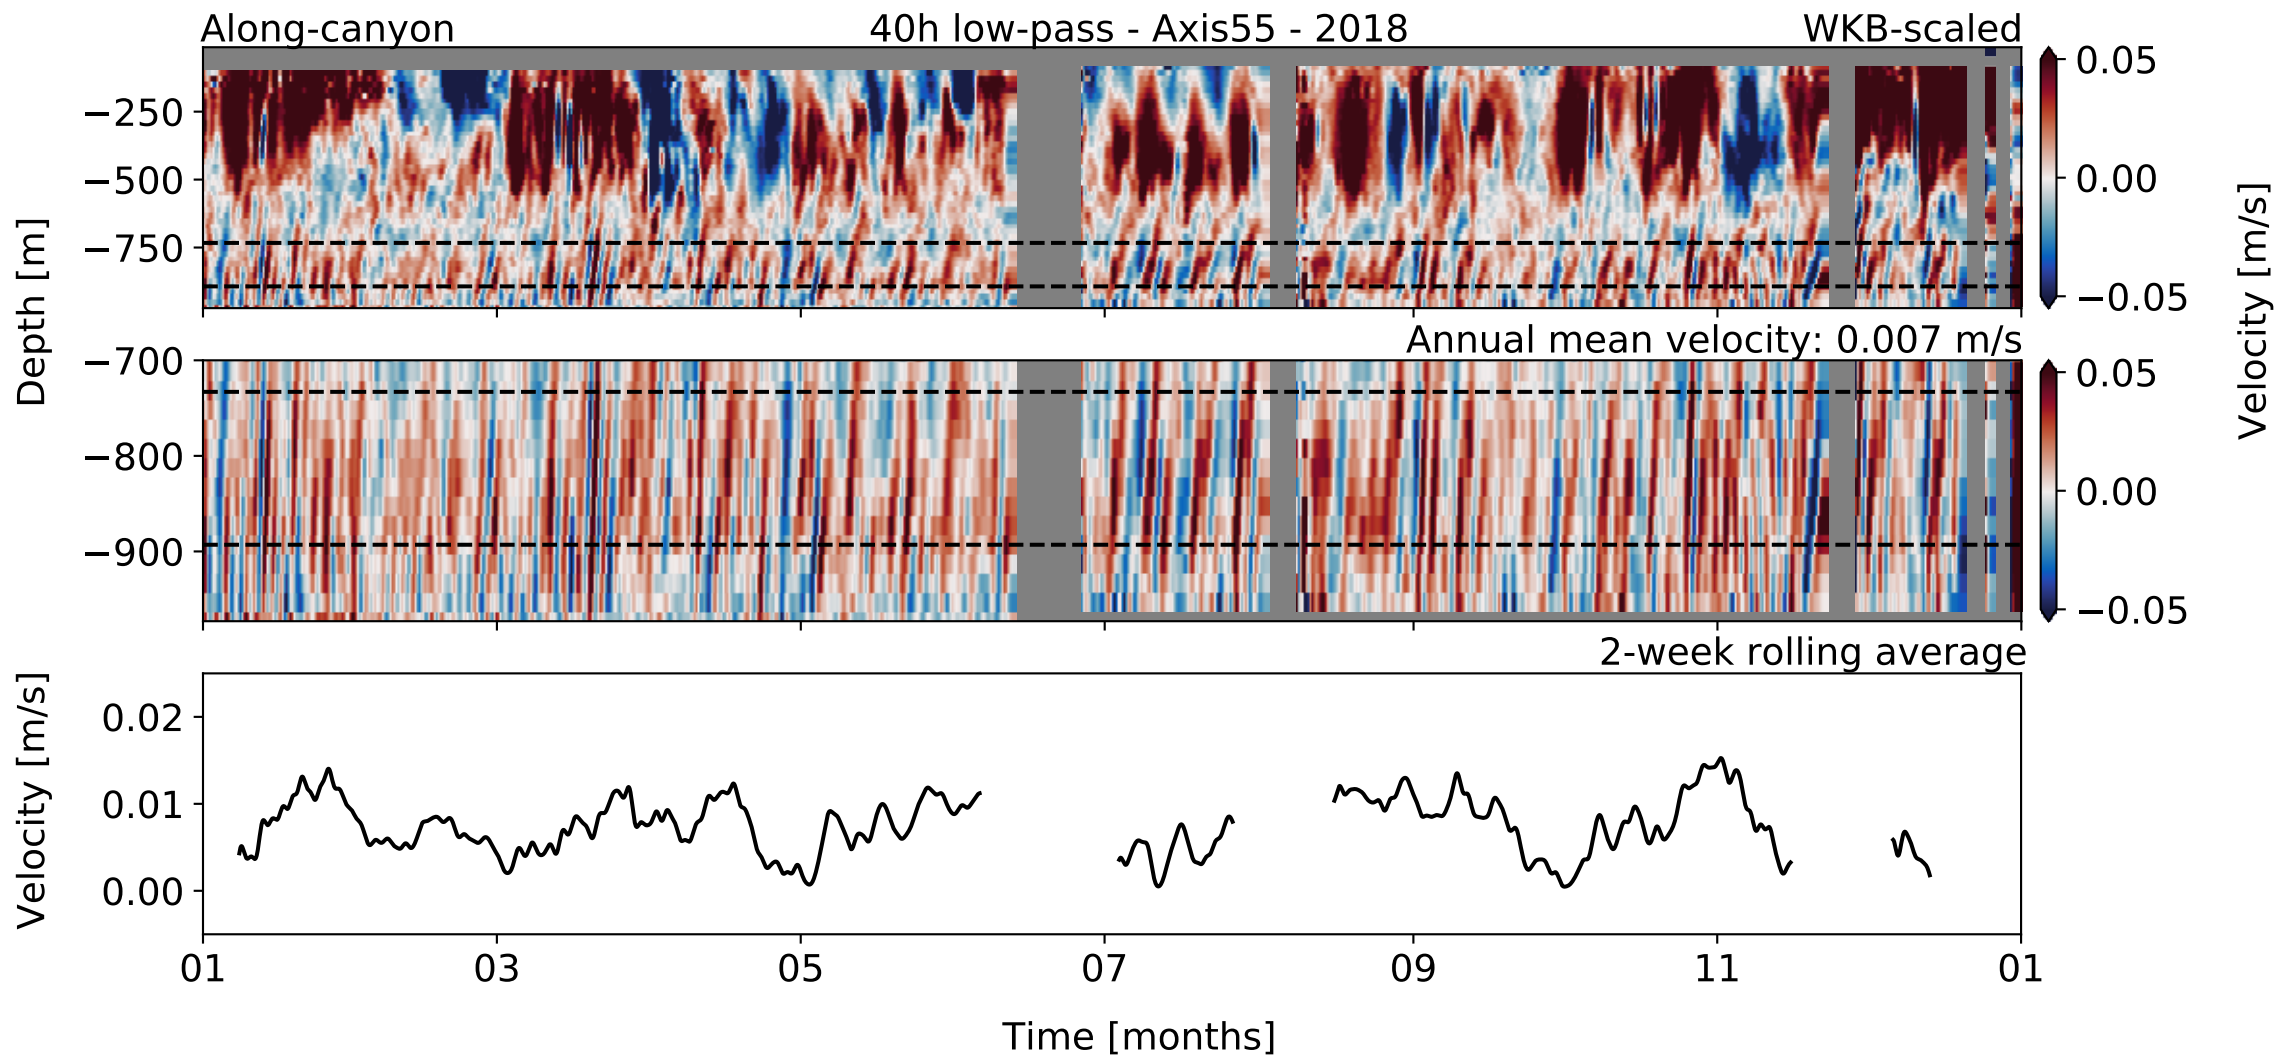 Along-canyon 40h low-pass - Axis55 - 2018 WKB-scaled
−250
−500
−750
0.05
0.00
−0.05
Annual mean velocity: 0.007 m/s
Depth [m]
Velocity [m/s]
−700
−800
−900
0.05
0.00
−0.05
2-week rolling average
Velocity [m/s]
0.02
0.01
0.00
01 03 05 07 09 11 01
Time [months]